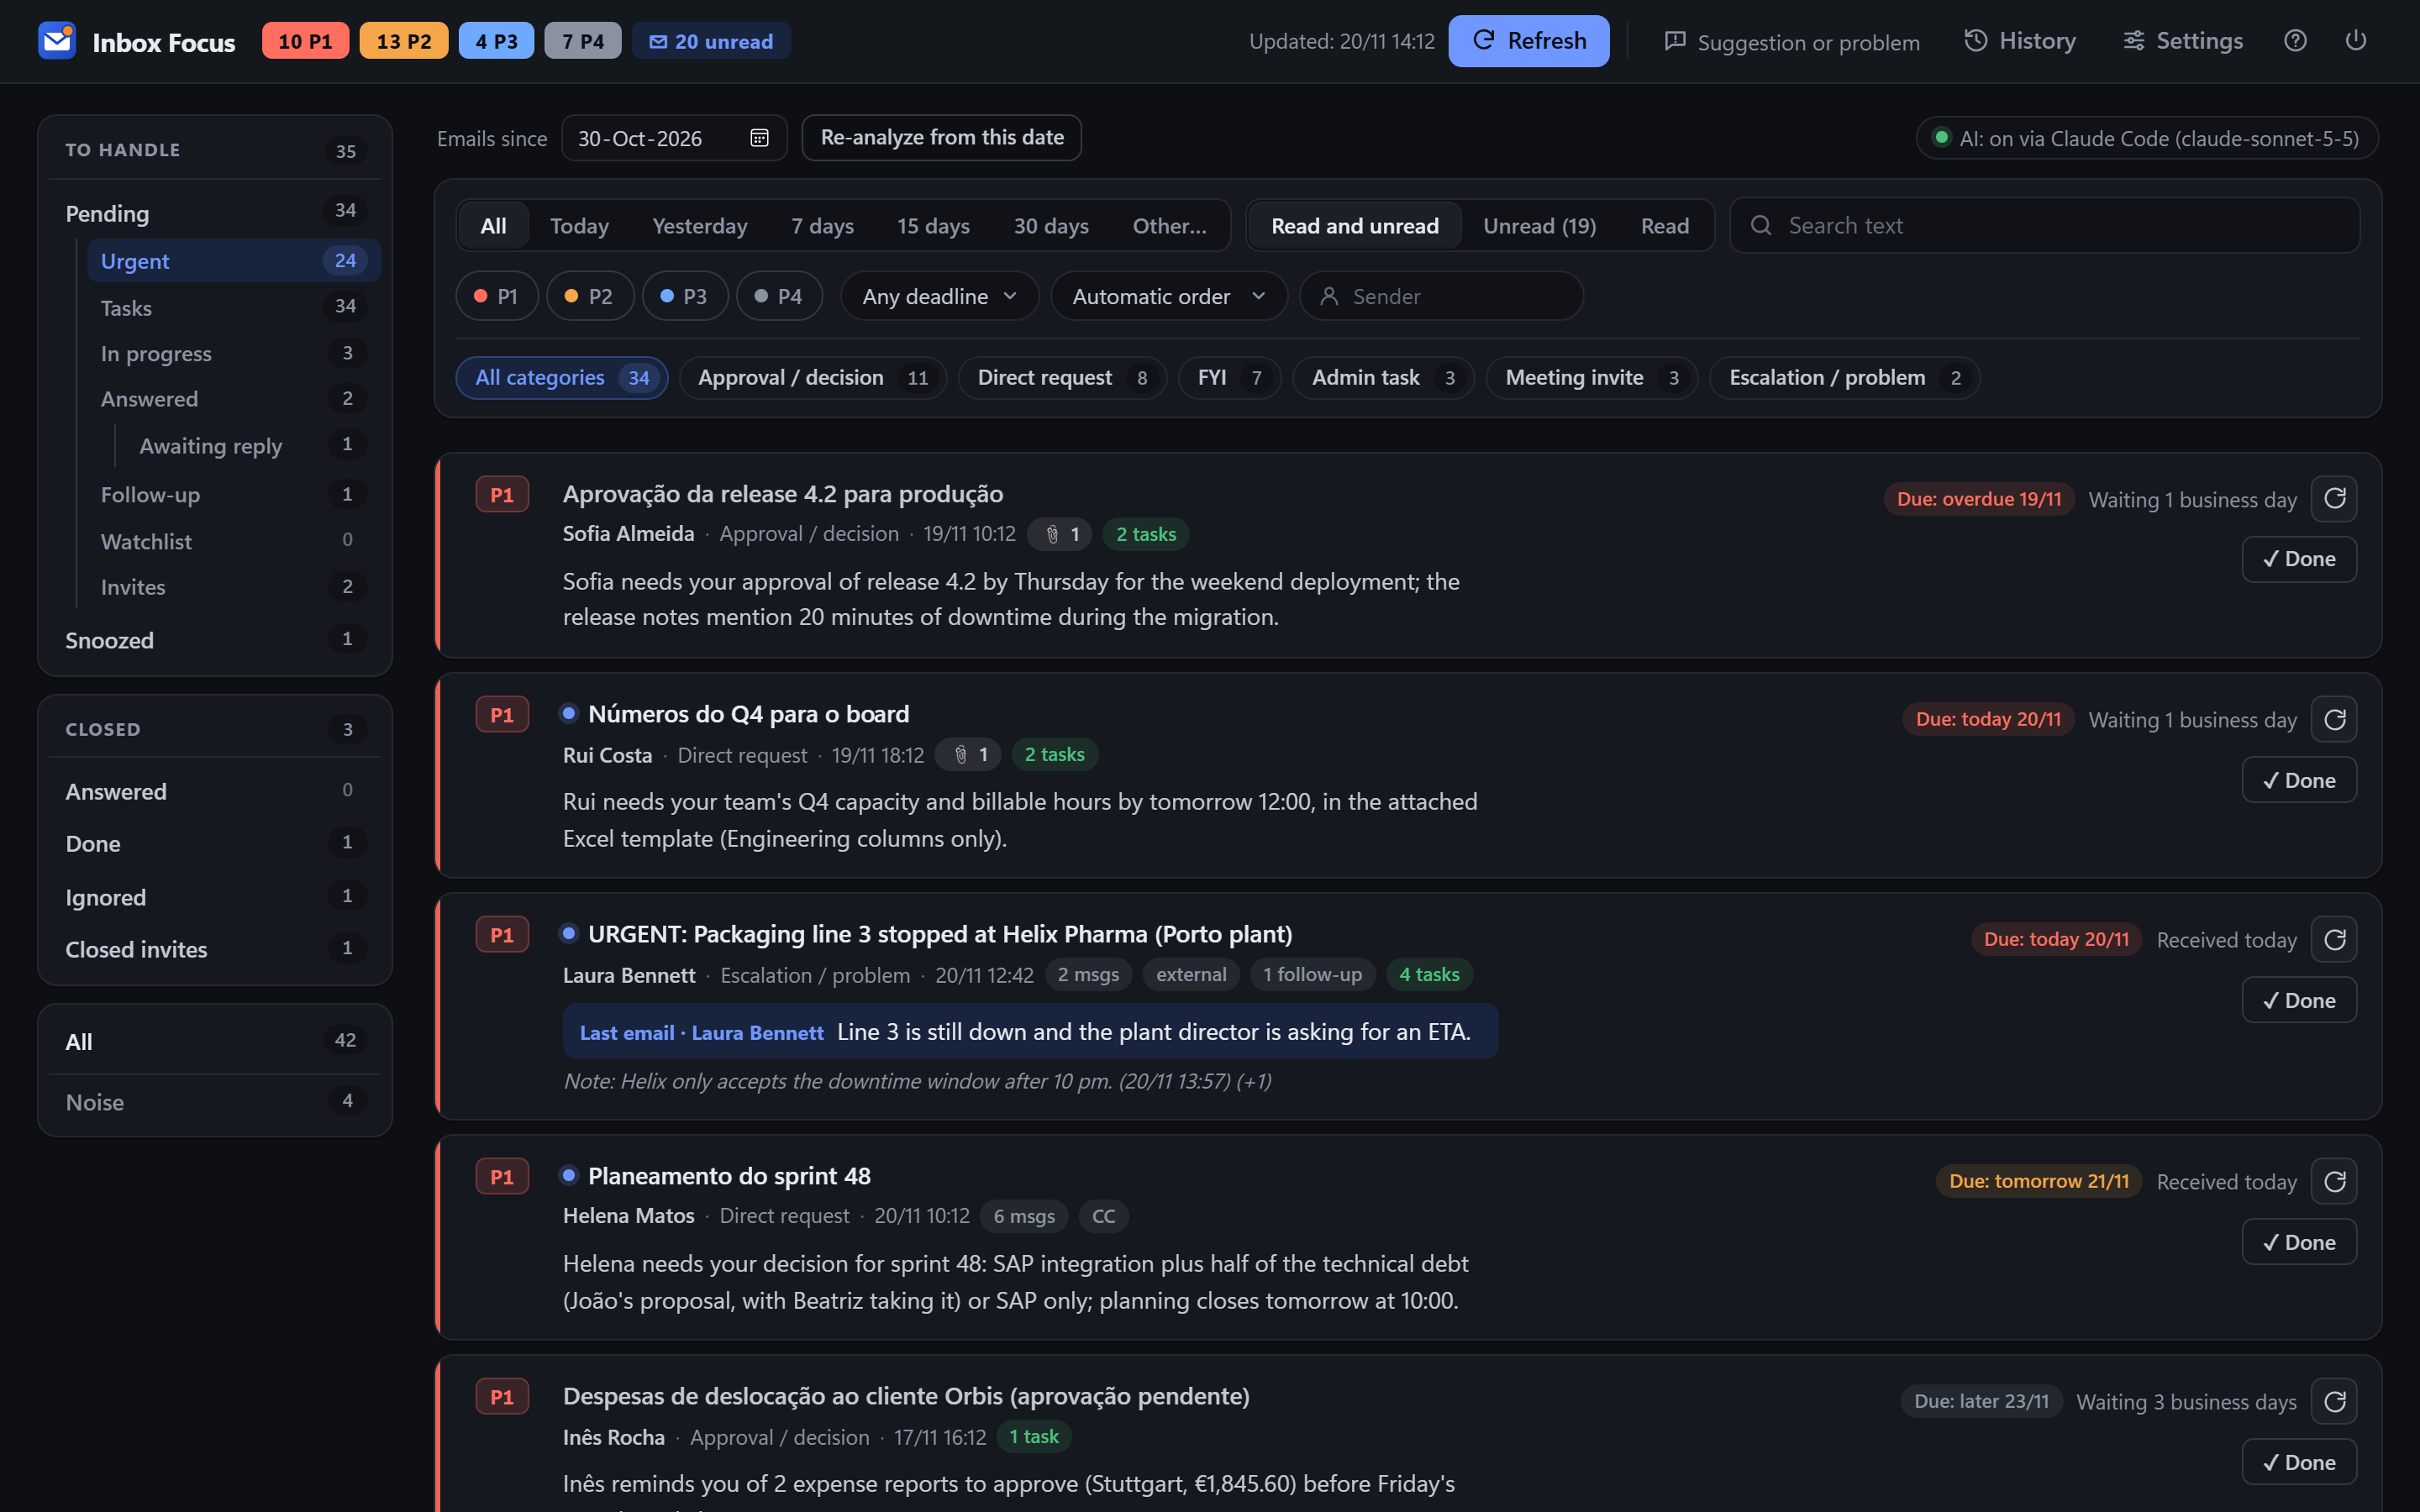 Inbox Focus 10 P1 13 P2 4 P3 7 P4 20 unread Updated: 20/11 14:12 Refresh Suggestion or problem History Settings
TO HANDLE 35
Pending 34
Urgent 24
Tasks 34
In progress 3
Answered 2
Awaiting reply 1
Follow-up 1
Watchlist 0
Invites 2
Snoozed 1
CLOSED 3
Answered 0
Done 1
Ignored 1
Closed invites 1
All 42
Noise 4
Emails since 30-Oct-2026 Re-analyze from this date AI: on via Claude Code (claude-sonnet-5-5)
All Today Yesterday 7 days 15 days 30 days Other... Read and unread Unread (19) Read Search text
P1 P2 P3 P4 Any deadline Automatic order Sender
All categories 34 Approval / decision 11 Direct request 8 FYI 7 Admin task 3 Meeting invite 3 Escalation / problem 2
P1 Aprovação da release 4.2 para produção Due: overdue 19/11 Waiting 1 business day
Sofia Almeida · Approval / decision · 19/11 10:12 1 2 tasks
✓ Done
Sofia needs your approval of release 4.2 by Thursday for the weekend deployment; the
release notes mention 20 minutes of downtime during the migration.
P1 Números do Q4 para o board Due: today 20/11 Waiting 1 business day
Rui Costa · Direct request · 19/11 18:12 1 2 tasks
✓ Done
Rui needs your team's Q4 capacity and billable hours by tomorrow 12:00, in the attached
Excel template (Engineering columns only).
P1 URGENT: Packaging line 3 stopped at Helix Pharma (Porto plant) Due: today 20/11 Received today
Laura Bennett · Escalation / problem · 20/11 12:42 2 msgs external 1 follow-up 4 tasks
✓ Done
Last email · Laura Bennett Line 3 is still down and the plant director is asking for an ETA.
Note: Helix only accepts the downtime window after 10 pm. (20/11 13:57) (+1)
P1 Planeamento do sprint 48 Due: tomorrow 21/11 Received today
Helena Matos · Direct request · 20/11 10:12 6 msgs CC
✓ Done
Helena needs your decision for sprint 48: SAP integration plus half of the technical debt
(João's proposal, with Beatriz taking it) or SAP only; planning closes tomorrow at 10:00.
P1 Despesas de deslocação ao cliente Orbis (aprovação pendente) Due: later 23/11 Waiting 3 business days
Inês Rocha · Approval / decision · 17/11 16:12 1 task
✓ Done
Inês reminds you of 2 expense reports to approve (Stuttgart, €1,845.60) before Friday's